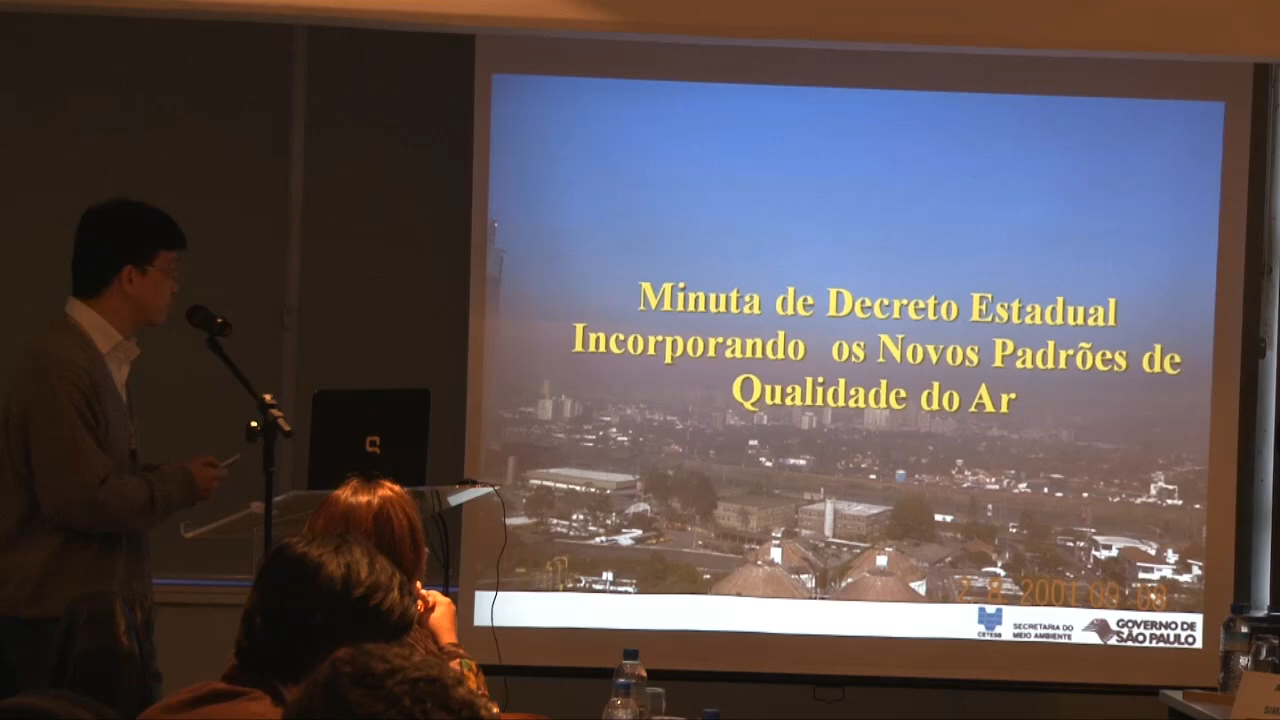 Minuta de Decreto Estadual
Incorporando os Novos Padrões de
Qualidade do Ar
2 8 2001 09
CETESB
SECRETARIA DO
MEIO AMBIENTE
GOVERNO DE
SÃO PAULO